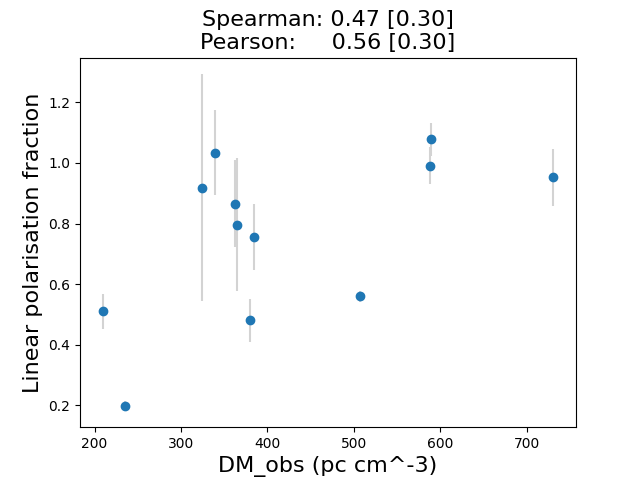 Spearman: 0.47 [0.30]
Pearson: 0.56 [0.30]
Linear polarisation fraction
1.2
1.0
0.8
0.6
0.4
0.2
200 300 400 500 600 700
DM_obs (pc cm^-3)